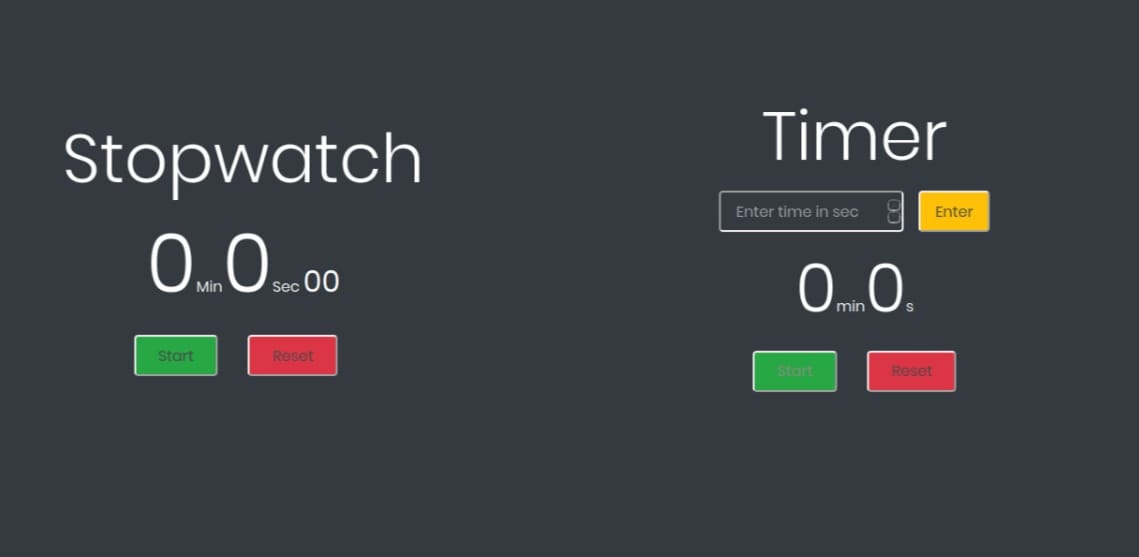 Stopwatch
0 Min 0 Sec 00
Start Reset
Timer
Enter time in sec Enter
0 min 0 s
Start Reset